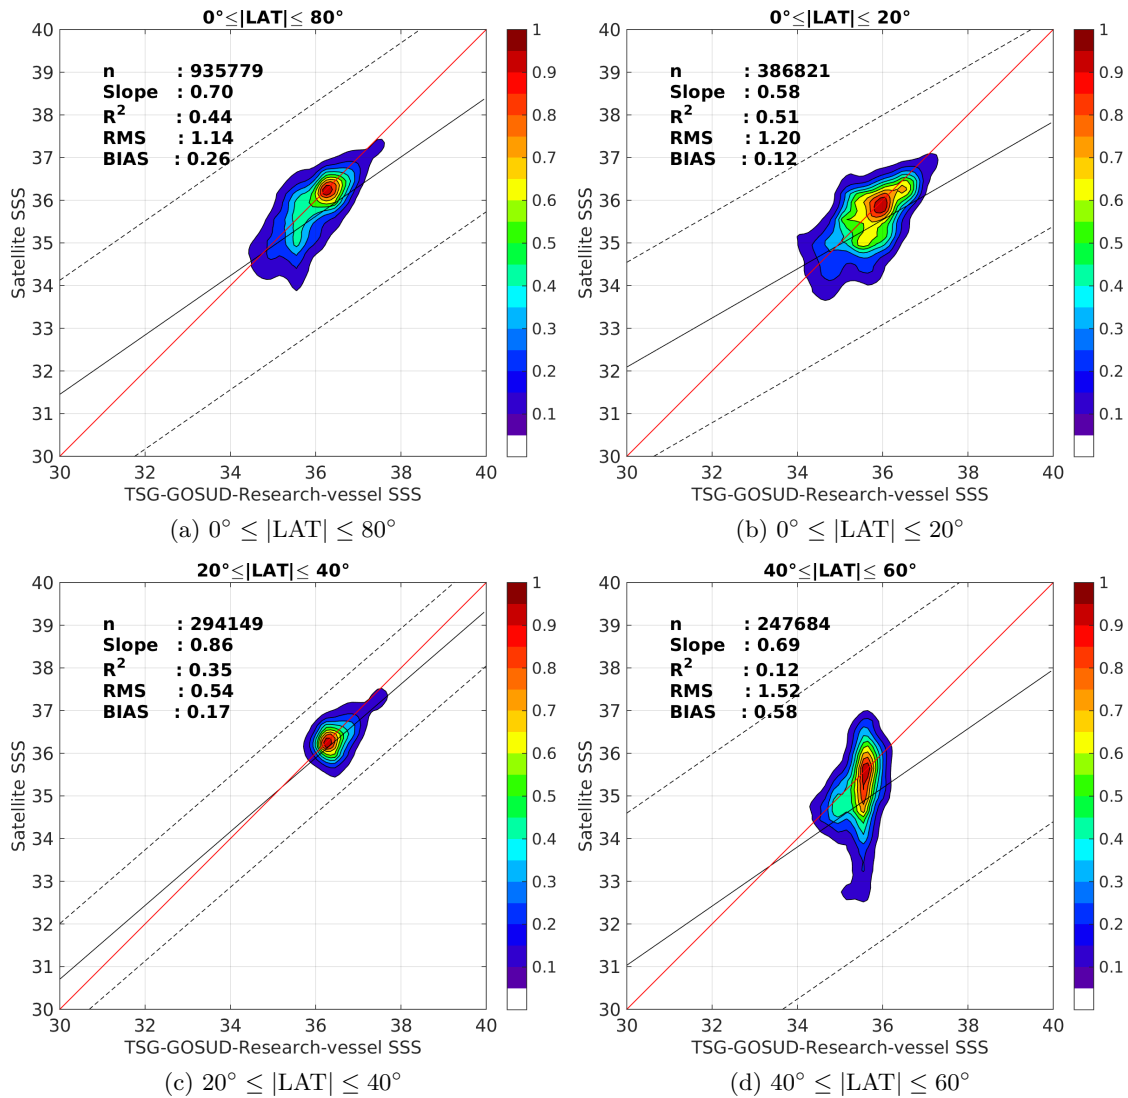 0°≤|LAT|≤ 80°
n : 935779
Slope : 0.70
R² : 0.44
RMS : 1.14
BIAS : 0.26
40
39
38
37
36
35
34
33
32
31
30
Satellite SSS
30 32 34 36 38 40
TSG-GOSUD-Research-vessel SSS
1
0.9
0.8
0.7
0.6
0.5
0.4
0.3
0.2
0.1
(a) 0° ≤ |LAT| ≤ 80°
0°≤|LAT|≤ 20°
n : 386821
Slope : 0.58
R² : 0.51
RMS : 1.20
BIAS : 0.12
40
39
38
37
36
35
34
33
32
31
30
Satellite SSS
30 32 34 36 38 40
TSG-GOSUD-Research-vessel SSS
1
0.9
0.8
0.7
0.6
0.5
0.4
0.3
0.2
0.1
(b) 0° ≤ |LAT| ≤ 20°
20°≤|LAT|≤ 40°
n : 294149
Slope : 0.86
R² : 0.35
RMS : 0.54
BIAS : 0.17
40
39
38
37
36
35
34
33
32
31
30
Satellite SSS
30 32 34 36 38 40
TSG-GOSUD-Research-vessel SSS
1
0.9
0.8
0.7
0.6
0.5
0.4
0.3
0.2
0.1
(c) 20° ≤ |LAT| ≤ 40°
40°≤|LAT|≤ 60°
n : 247684
Slope : 0.69
R² : 0.12
RMS : 1.52
BIAS : 0.58
40
39
38
37
36
35
34
33
32
31
30
Satellite SSS
30 32 34 36 38 40
TSG-GOSUD-Research-vessel SSS
1
0.9
0.8
0.7
0.6
0.5
0.4
0.3
0.2
0.1
(d) 40° ≤ |LAT| ≤ 60°